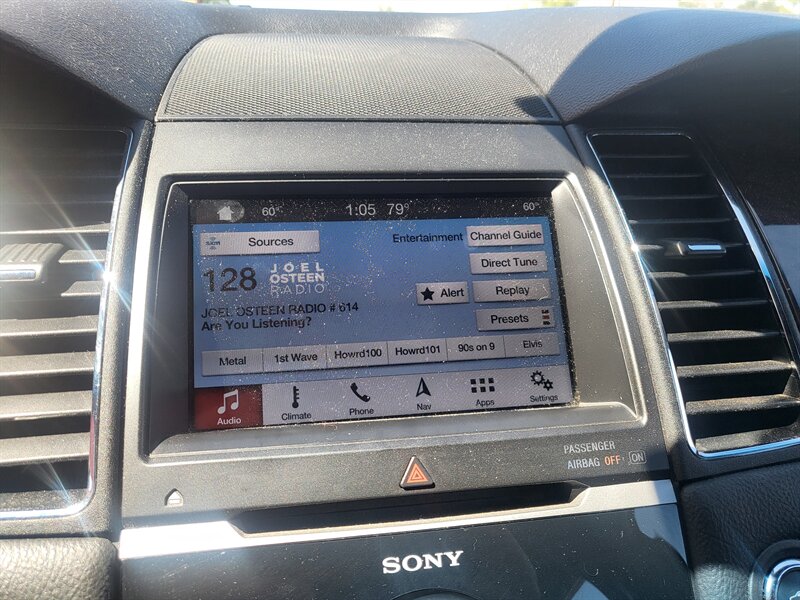 60° 1:05 79° 60°
SXM Sources Entertainment Channel Guide
128 JOEL OSTEEN RADIO Direct Tune
Alert Replay
JOEL OSTEEN RADIO # 614
Are You Listening? Presets
Metal 1st Wave Howrd100 Howrd101 90s on 9 Elvis
Audio Climate Phone Nav Apps Settings
PASSENGER
AIRBAG OFF ON
SONY